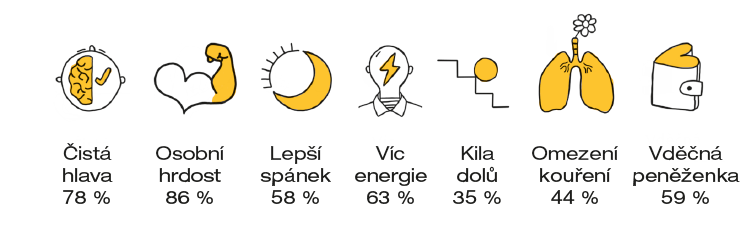 Čistá
hlava
78 %
Osobní
hrdost
86 %
Lepší
spánek
58 %
Víc
energie
63 %
Kila
dolů
35 %
Omezení
kouření
44 %
Vděčná
peněženka
59 %